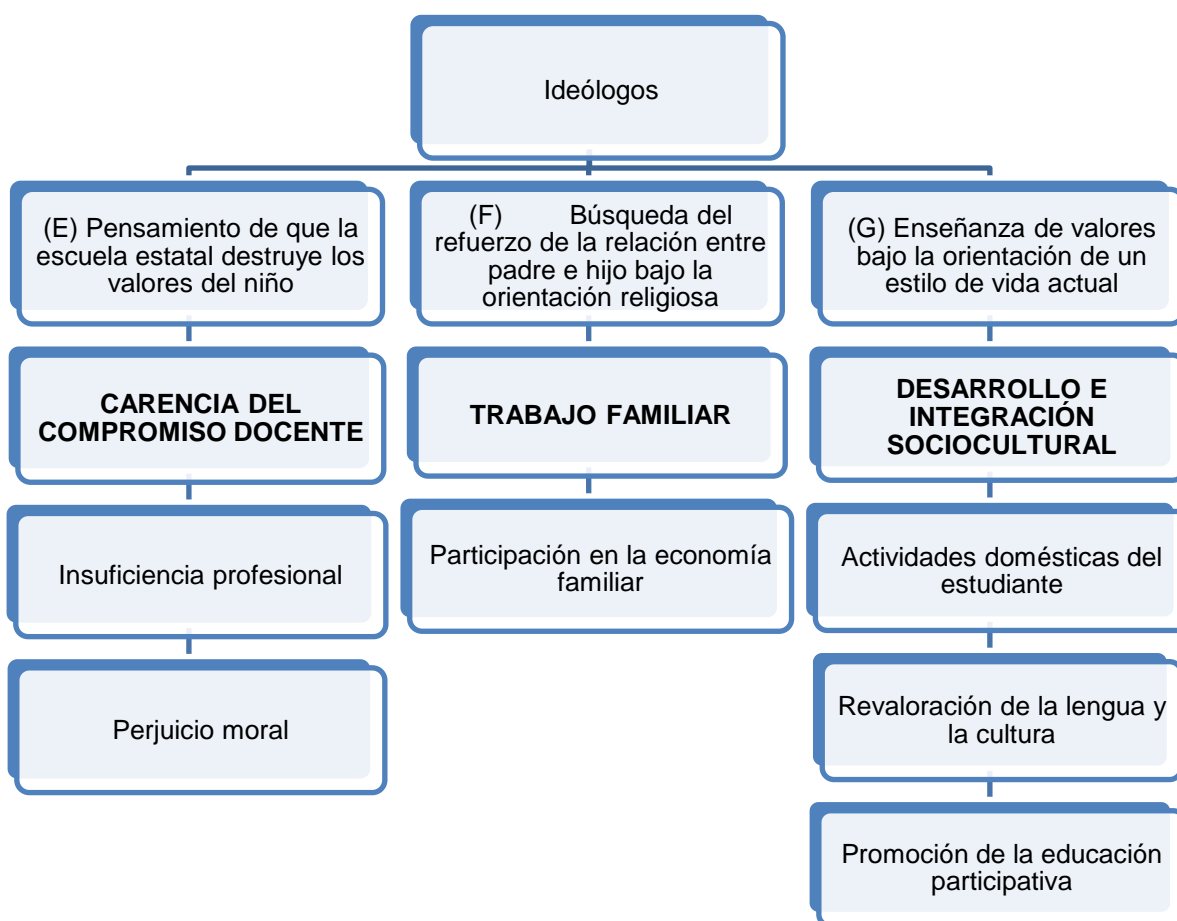 Ideólogos
(E) Pensamiento de que la
escuela estatal destruye los
valores del niño
(F) Búsqueda del
refuerzo de la relación entre
padre e hijo bajo la
orientación religiosa
(G) Enseñanza de valores
bajo la orientación de un
estilo de vida actual
CARENCIA DEL
COMPROMISO DOCENTE
TRABAJO FAMILIAR
DESARROLLO E
INTEGRACIÓN
SOCIOCULTURAL
Insuficiencia profesional
Participación en la economía
familiar
Actividades domésticas del
estudiante
Perjuicio moral
Revaloración de la lengua y
la cultura
Promoción de la educación
participativa